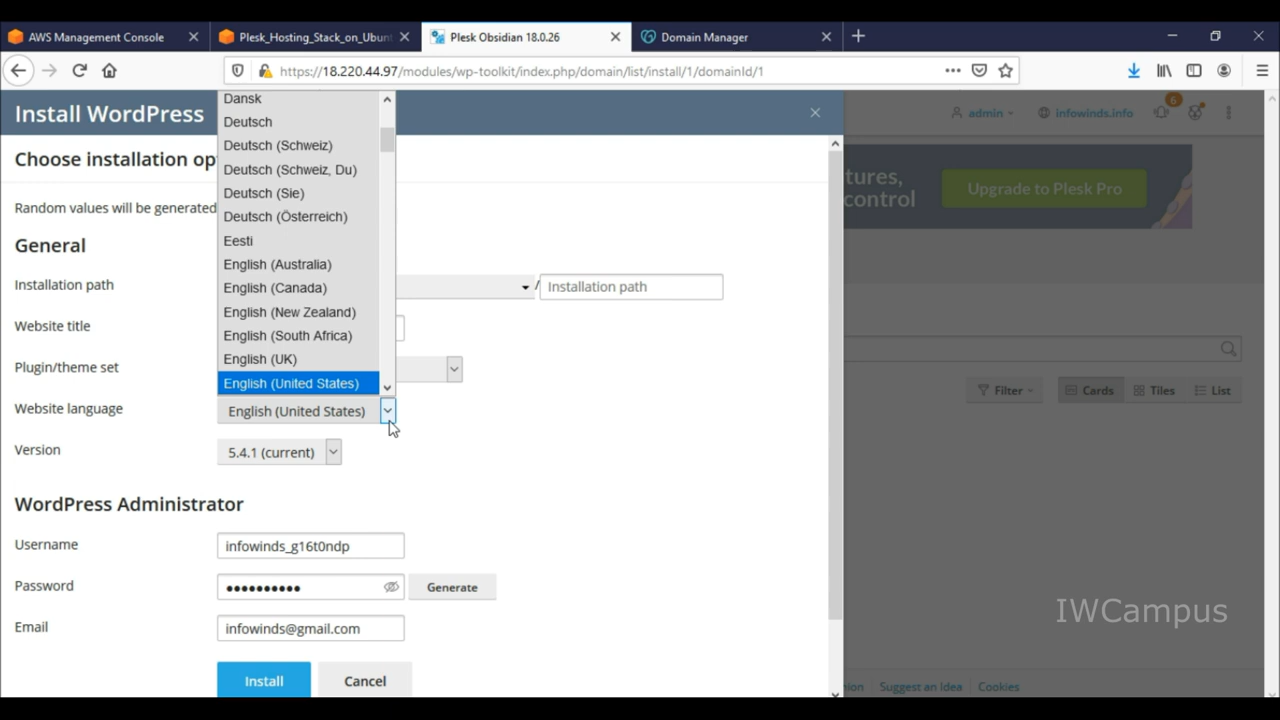 AWS Management Console
Plesk_Hosting_Stack_on_Ubun
Plesk Obsidian 18.0.26
Domain Manager
https://18.220.44.97/modules/wp-toolkit/index.php/domain/list/install/1/domainId/1
Install WordPress
admin
infowinds.info
6
Choose installation op
Random values will be generated
General
Installation path
/ Installation path
Website title
Plugin/theme set
Website language
English (United States)
Version
5.4.1 (current)
Dansk
Deutsch
Deutsch (Schweiz)
Deutsch (Schweiz, Du)
Deutsch (Sie)
Deutsch (Österreich)
Eesti
English (Australia)
English (Canada)
English (New Zealand)
English (South Africa)
English (UK)
English (United States)
WordPress Administrator
Username
infowinds_g16t0ndp
Password
●●●●●●●●●●
Generate
Email
infowinds@gmail.com
Install
Cancel
tures,
control
Upgrade to Plesk Pro
Filter
Cards
Tiles
List
IWCampus
nion
Suggest an Idea
Cookies